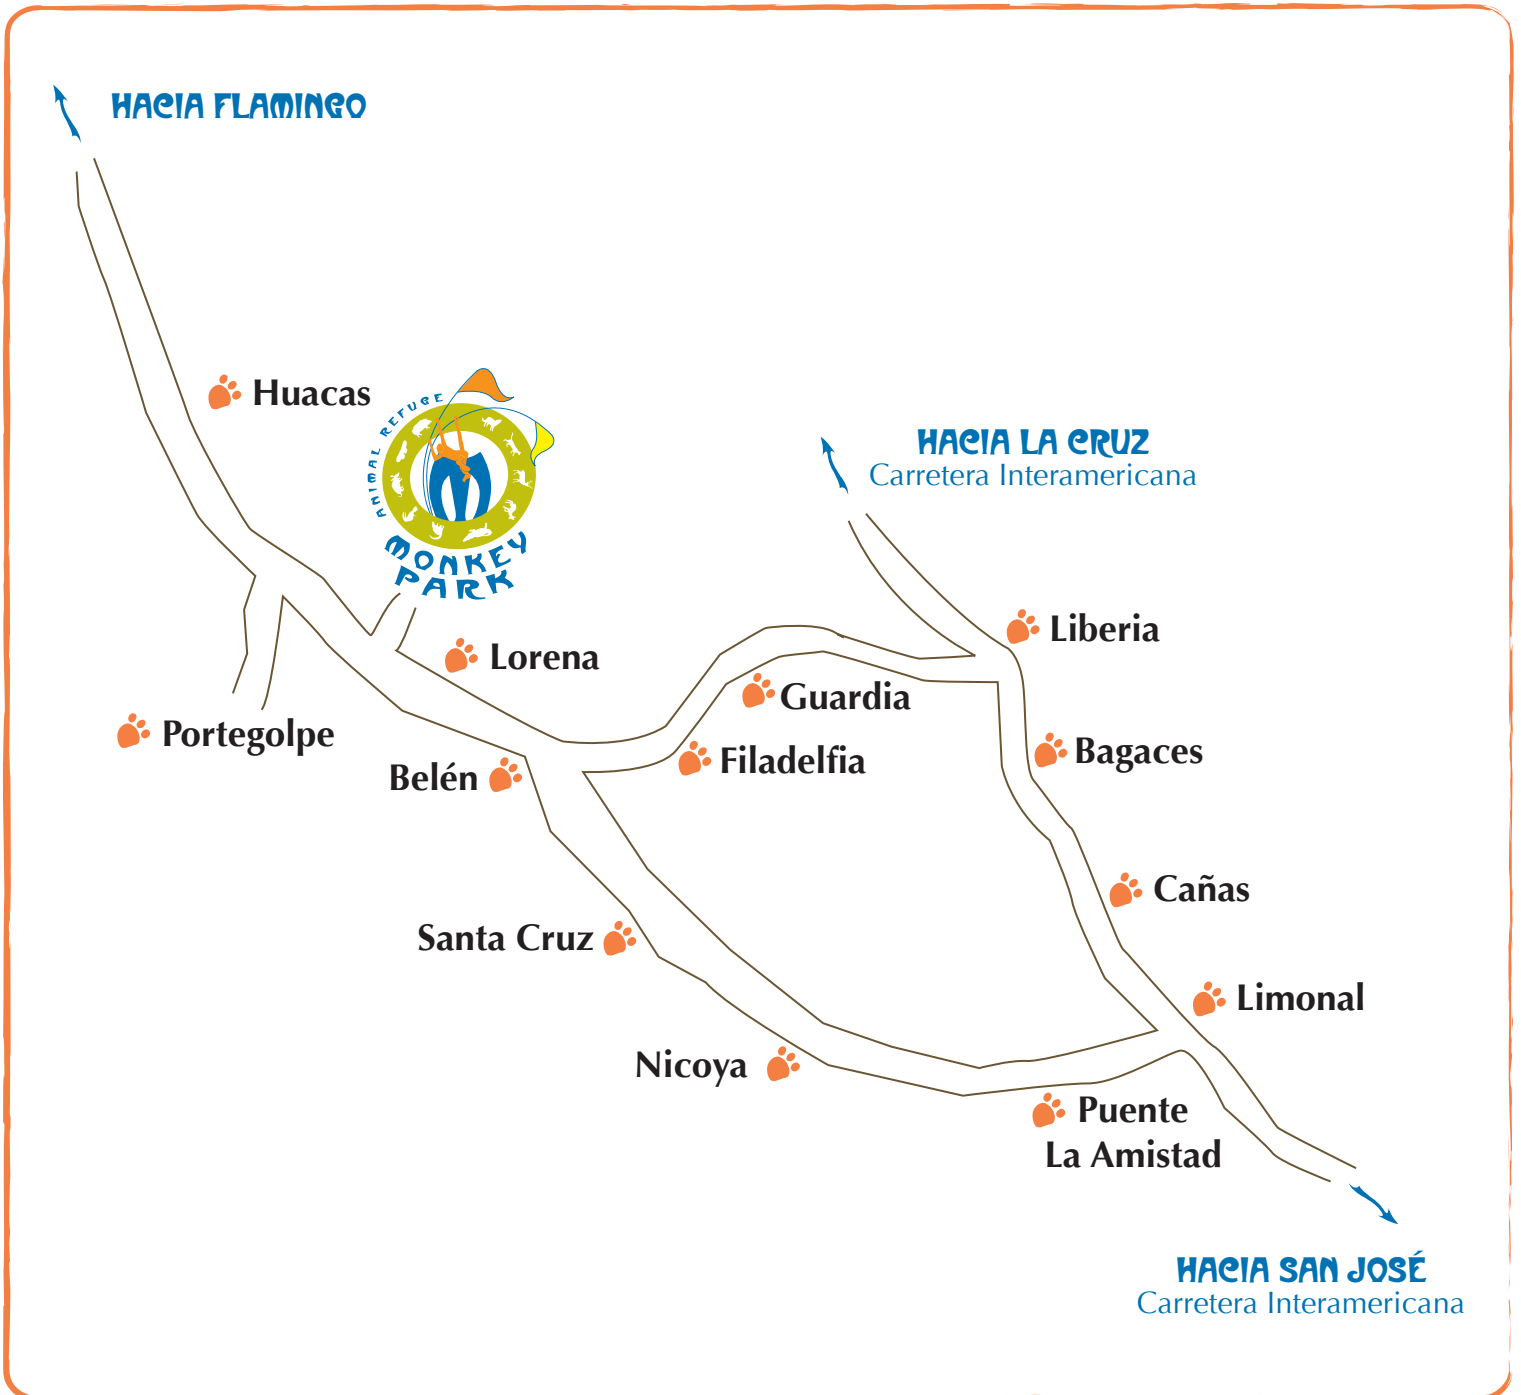 HACIA FLAMINGO
Huacas
ANIMAL REFUGE
MONKEY
PARK
HACIA LA CRUZ
Carretera Interamericana
Liberia
Lorena
Guardia
Portegolpe
Bagaces
Filadelfia
Belén
Cañas
Santa Cruz
Limonal
Nicoya
Puente
La Amistad
HACIA SAN JOSÉ
Carretera Interamericana